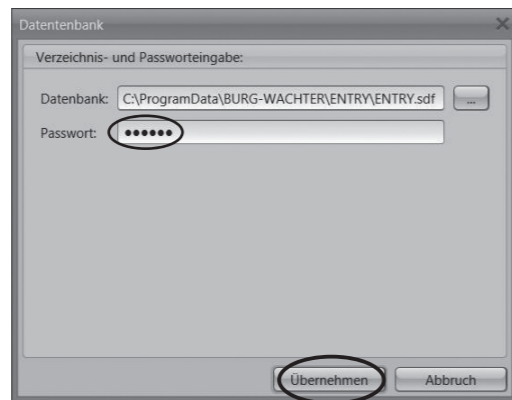 Datentenbank
Verzeichnis- und Passworteingabe:
Datenbank: C:\ProgramData\BURG-WACHTER\ENTRY\ENTRY.sdf ...
Passwort: ••••••
Übernehmen Abbruch